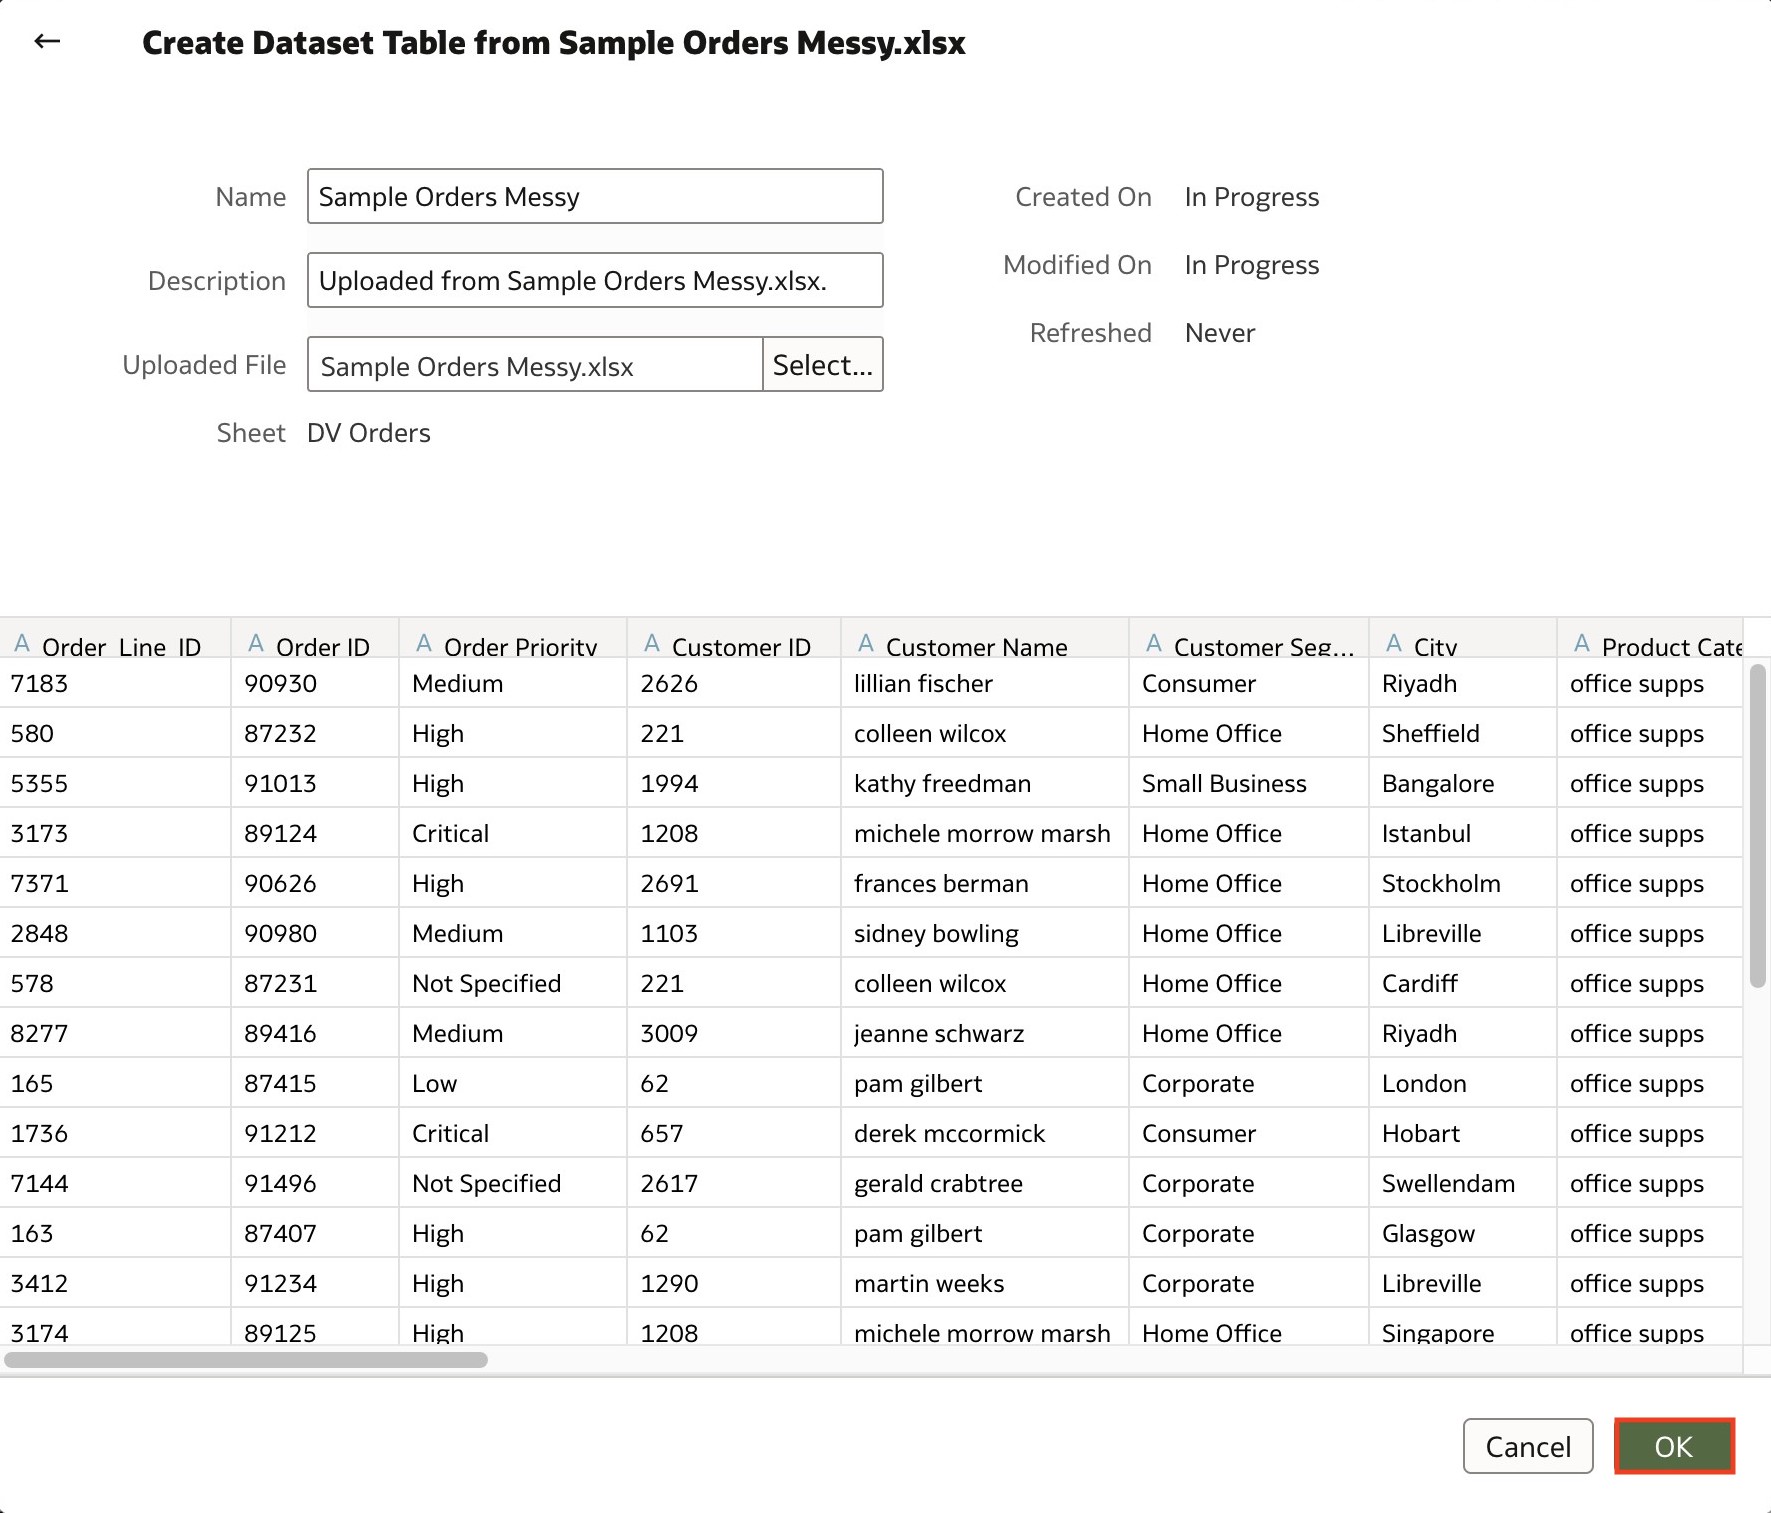 Create Dataset Table from Sample Orders Messy.xlsx
Name Sample Orders Messy Created On In Progress
Description Uploaded from Sample Orders Messy.xlsx. Modified On In Progress
Uploaded File Sample Orders Messy.xlsx Select... Refreshed Never
Sheet DV Orders
A Order_Line_ID A Order ID A Order Priority A Customer ID A Customer Name A Customer Seg... A City A Product Cate
7183 90930 Medium 2626 lillian fischer Consumer Riyadh office supps
580 87232 High 221 colleen wilcox Home Office Sheffield office supps
5355 91013 High 1994 kathy freedman Small Business Bangalore office supps
3173 89124 Critical 1208 michele morrow marsh Home Office Istanbul office supps
7371 90626 High 2691 frances berman Home Office Stockholm office supps
2848 90980 Medium 1103 sidney bowling Home Office Libreville office supps
578 87231 Not Specified 221 colleen wilcox Home Office Cardiff office supps
8277 89416 Medium 3009 jeanne schwarz Home Office Riyadh office supps
165 87415 Low 62 pam gilbert Corporate London office supps
1736 91212 Critical 657 derek mccormick Consumer Hobart office supps
7144 91496 Not Specified 2617 gerald crabtree Corporate Swellendam office supps
163 87407 High 62 pam gilbert Corporate Glasgow office supps
3412 91234 High 1290 martin weeks Corporate Libreville office supps
3174 89125 High 1208 michele morrow marsh Home Office Singapore office supps
Cancel OK